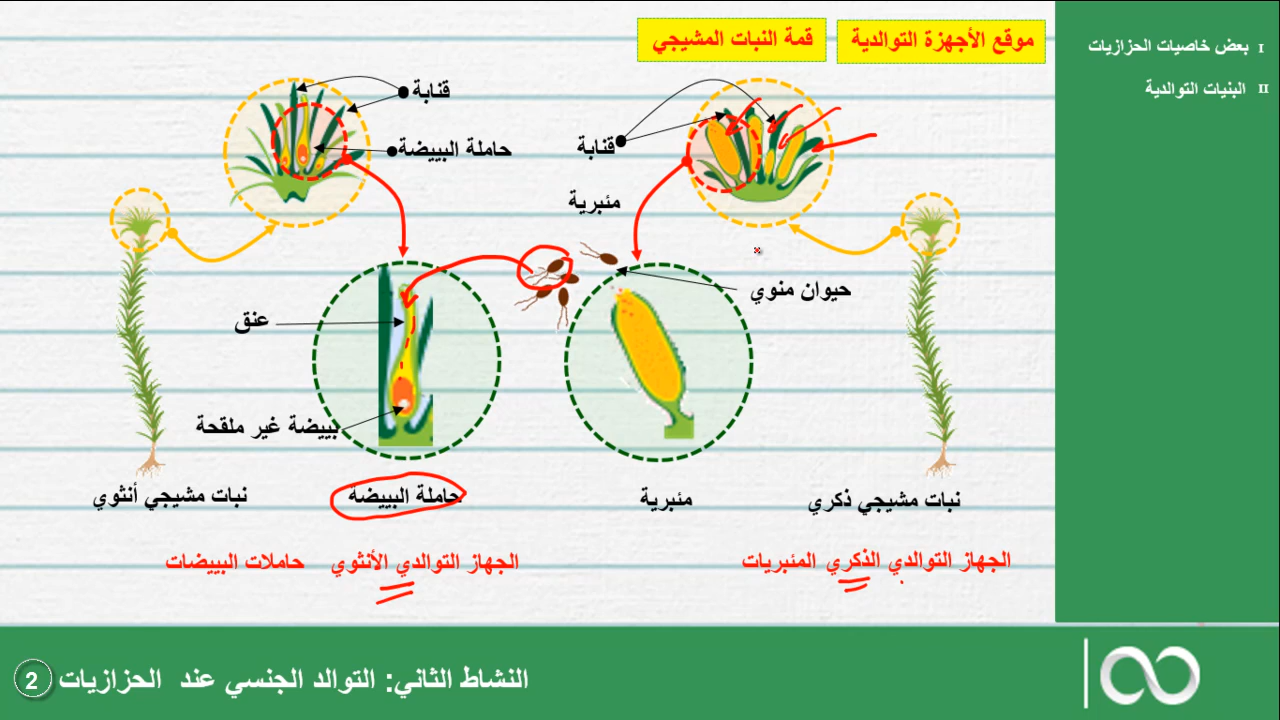 I بعض خاصيات الحزازيات
II البنيات التوالدية
موقع الأجهزة التوالدية
قمة النبات المشيجي
قنابة
مئبرية
حيوان منوي
قنابة
حاملة البييضة
عنق
بييضة غير ملقحة
نبات مشيجي ذكري
مئبرية
حاملة البييضة
نبات مشيجي أنثوي
الجهاز التوالدي الذكري المئبريات
الجهاز التوالدي الأنثوي حاملات البييضات
النشاط الثاني: التوالد الجنسي عند الحزازيات 2